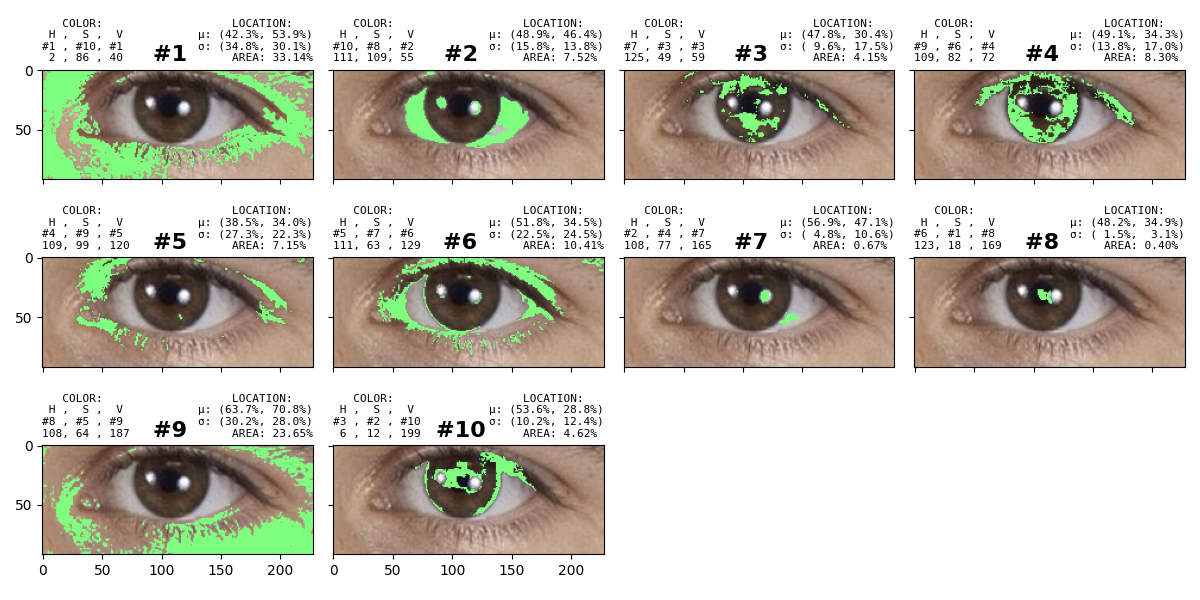 COLOR: LOCATION:
H , S , V μ: (42.3%, 53.9%)
#1 , #10, #1 #1 σ: (34.8%, 30.1%)
2 , 86 , 40 AREA: 33.14%
COLOR: LOCATION:
H , S , V μ: (48.9%, 46.4%)
#10, #8 , #2 #2 σ: (15.8%, 13.8%)
111, 109, 55 AREA: 7.52%
COLOR: LOCATION:
H , S , V μ: (47.8%, 30.4%)
#7 , #3 , #3 #3 σ: ( 9.6%, 17.5%)
125, 49 , 59 AREA: 4.15%
COLOR: LOCATION:
H , S , V μ: (49.1%, 34.3%)
#9 , #6 , #4 #4 σ: (13.8%, 17.0%)
109, 82 , 72 AREA: 8.30%
0
50
COLOR: LOCATION:
H , S , V μ: (38.5%, 34.0%)
#4 , #9 , #5 #5 σ: (27.3%, 22.3%)
109, 99 , 120 AREA: 7.15%
COLOR: LOCATION:
H , S , V μ: (51.8%, 34.5%)
#5 , #7 , #6 #6 σ: (22.5%, 24.5%)
111, 63 , 129 AREA: 10.41%
COLOR: LOCATION:
H , S , V μ: (56.9%, 47.1%)
#2 , #4 , #7 #7 σ: ( 4.8%, 10.6%)
108, 77 , 165 AREA: 0.67%
COLOR: LOCATION:
H , S , V μ: (48.2%, 34.9%)
#6 , #1 , #8 #8 σ: ( 1.5%, 3.1%)
123, 18 , 169 AREA: 0.40%
0
50
COLOR: LOCATION:
H , S , V μ: (63.7%, 70.8%)
#8 , #5 , #9 #9 σ: (30.2%, 28.0%)
108, 64 , 187 AREA: 23.65%
COLOR: LOCATION:
H , S , V μ: (53.6%, 28.8%)
#3 , #2 , #10 #10 σ: (10.2%, 12.4%)
6 , 12 , 199 AREA: 4.62%
0
50
0 50 100 150 200
0 50 100 150 200